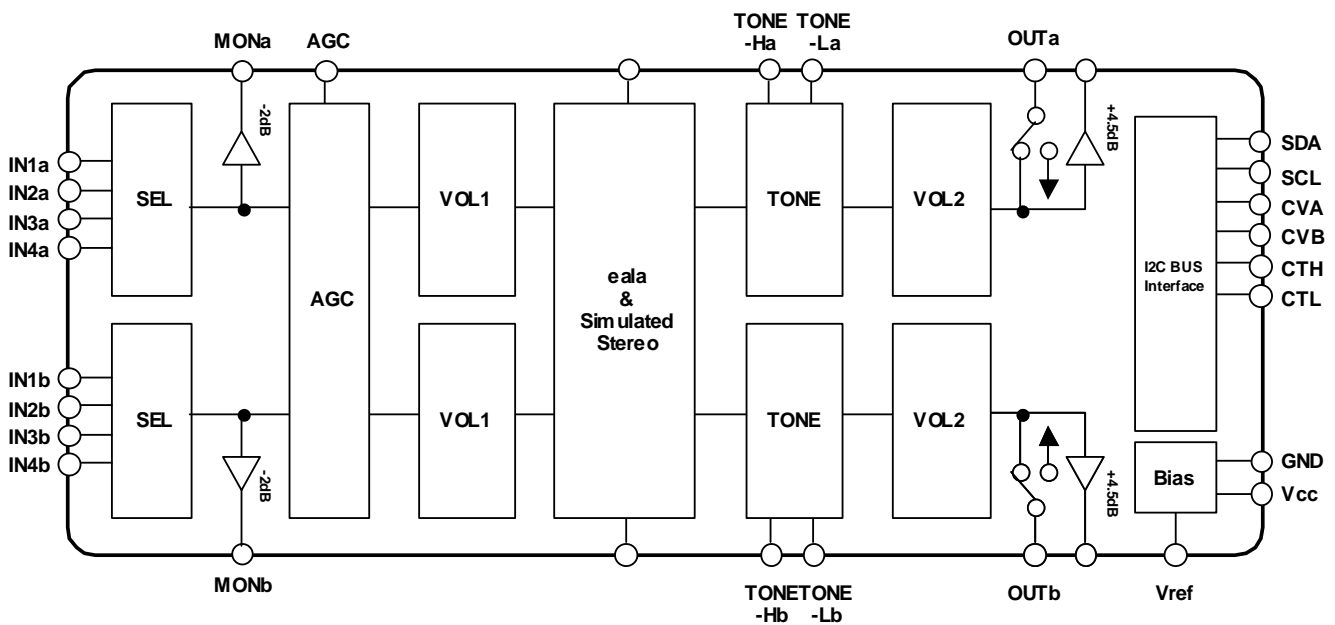 TONE TONE
-Ha -La
MONa
AGC
OUTa
-2dB
+4.5dB
IN1a
IN2a
IN3a
IN4a
SEL
AGC
VOL1
eala
&
Simulated
Stereo
TONE
VOL2
I2C BUS
Interface
SDA
SCL
CVA
CVB
CTH
CTL
IN1b
IN2b
IN3b
IN4b
SEL
VOL1
TONE
VOL2
-2dB
+4.5dB
Bias
GND
Vcc
MONb
TONE TONE
-Hb -Lb
OUTb
Vref